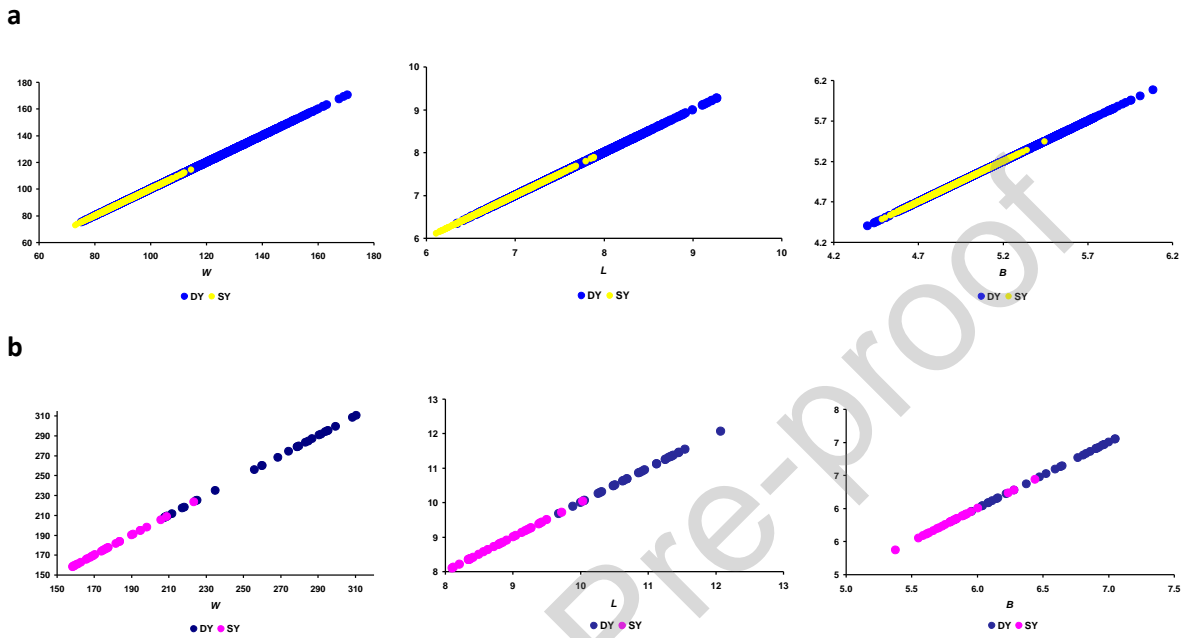 a
180
160
140
120
100
80
60
60 80 100 120 140 160 180
W
DY SY
10
9
8
7
6
6 7 8 9 10
L
DY SY
6.2
5.7
5.2
4.7
4.2
4.2 4.7 5.2 5.7 6.2
B
DY SY
b
310
290
270
250
230
210
190
170
150
150 170 190 210 230 250 270 290 310
W
DY SY
13
12
11
10
9
8
8 9 10 11 12 13
L
DY SY
8
7
7
6
6
5
5.0 5.5 6.0 6.5 7.0 7.5
B
DY SY
Pre-proof